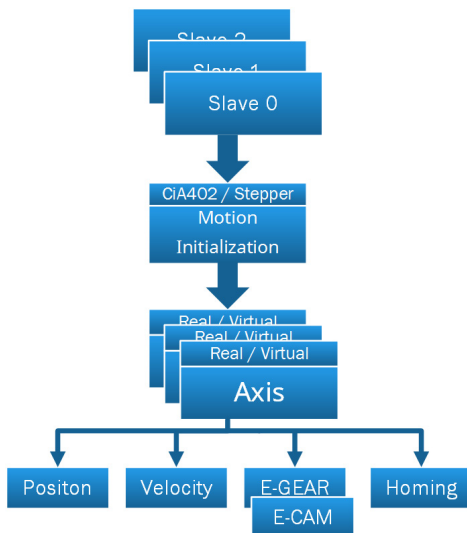 Slave 2
Slave 1
Slave 0
CiA402 / Stepper
Motion
Initialization
Real / Virtual
Real / Virtual
Real / Virtual
Axis
Positon
Velocity
E-GEAR
Homing
E-CAM